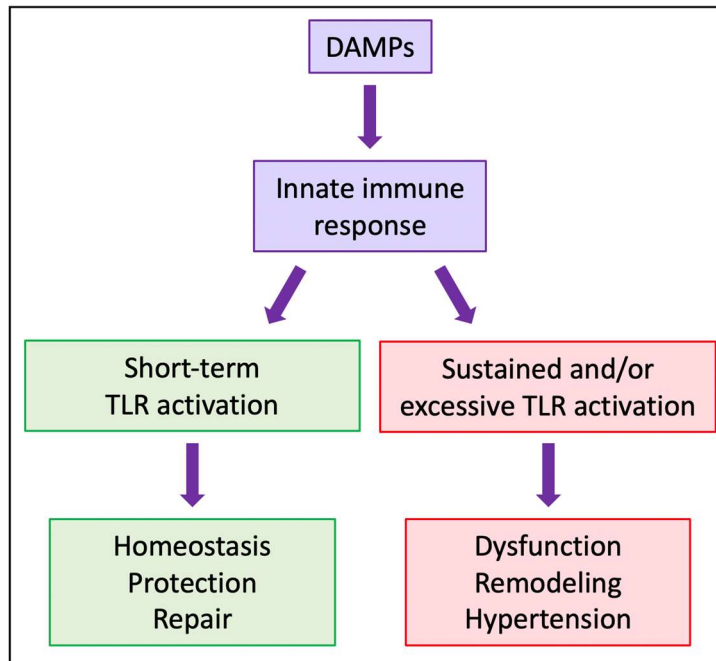 DAMPs
Innate immune
response
Short-term
TLR activation
Sustained and/or
excessive TLR activation
Homeostasis
Protection
Repair
Dysfunction
Remodeling
Hypertension